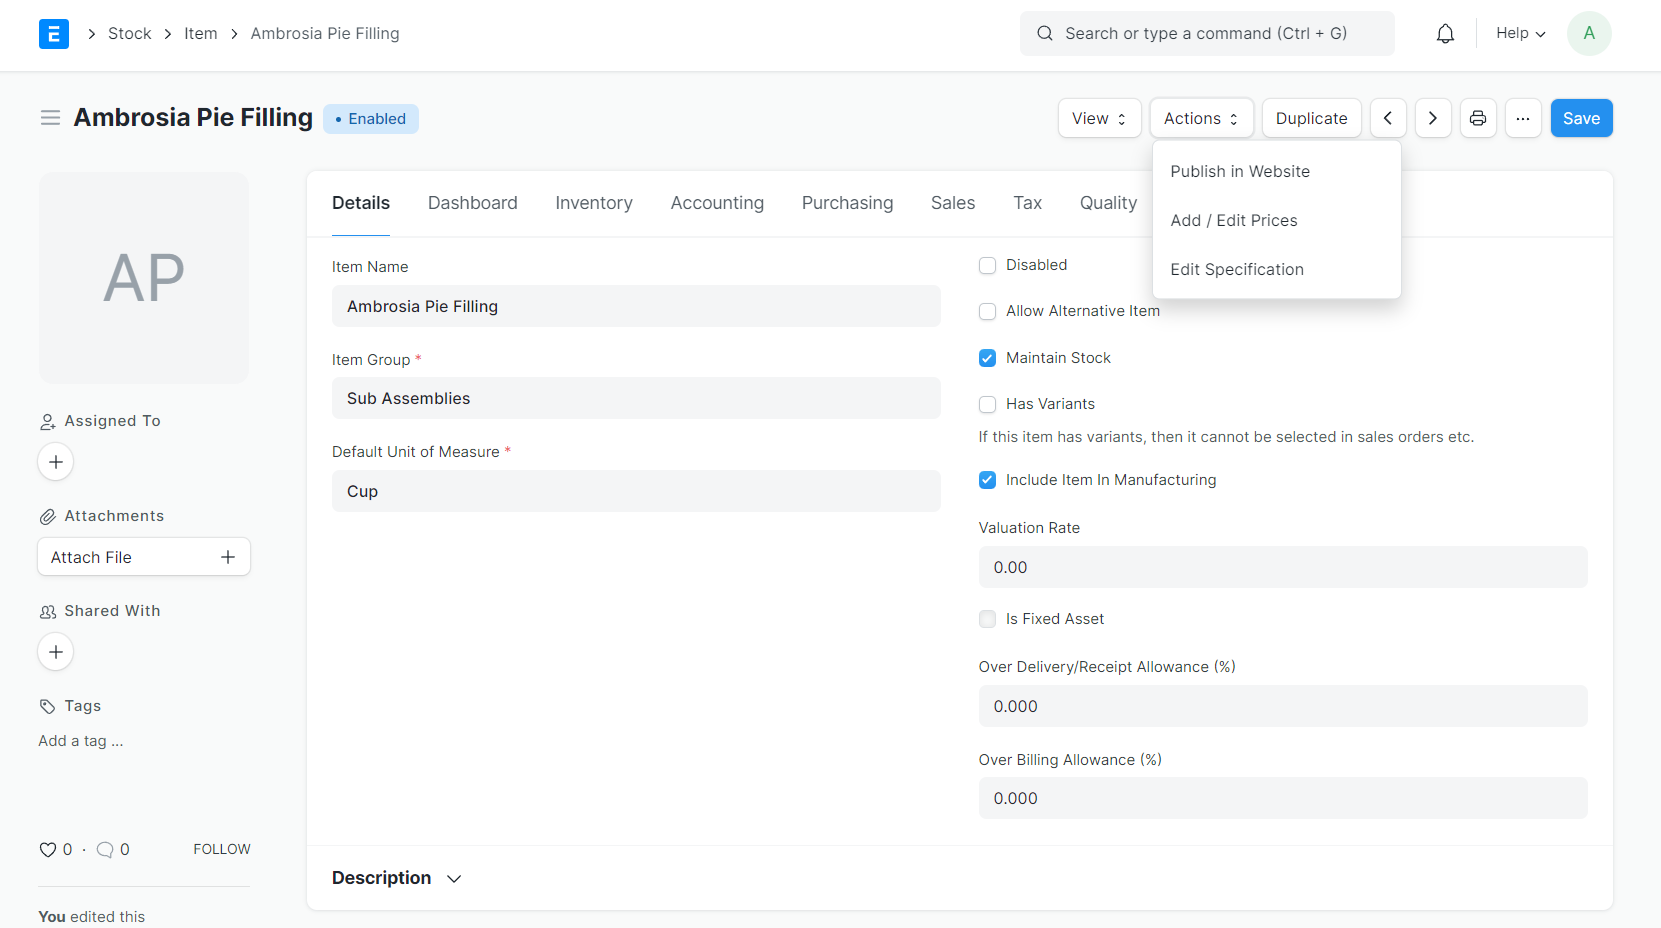 E
Stock
Item
Ambrosia Pie Filling
Search or type a command (Ctrl + G)
Help
A
Ambrosia Pie Filling
Enabled
View
Actions
Duplicate
...
Save
Publish in Website
Add / Edit Prices
Edit Specification
AP
Assigned To
Attachments
Attach File
Shared With
Tags
Add a tag ...
0 · 0
FOLLOW
You edited this
Details
Dashboard
Inventory
Accounting
Purchasing
Sales
Tax
Quality
Item Name
Ambrosia Pie Filling
Item Group *
Sub Assemblies
Default Unit of Measure *
Cup
Disabled
Allow Alternative Item
Maintain Stock
Has Variants
If this item has variants, then it cannot be selected in sales orders etc.
Include Item In Manufacturing
Valuation Rate
0.00
Is Fixed Asset
Over Delivery/Receipt Allowance (%)
0.000
Over Billing Allowance (%)
0.000
Description